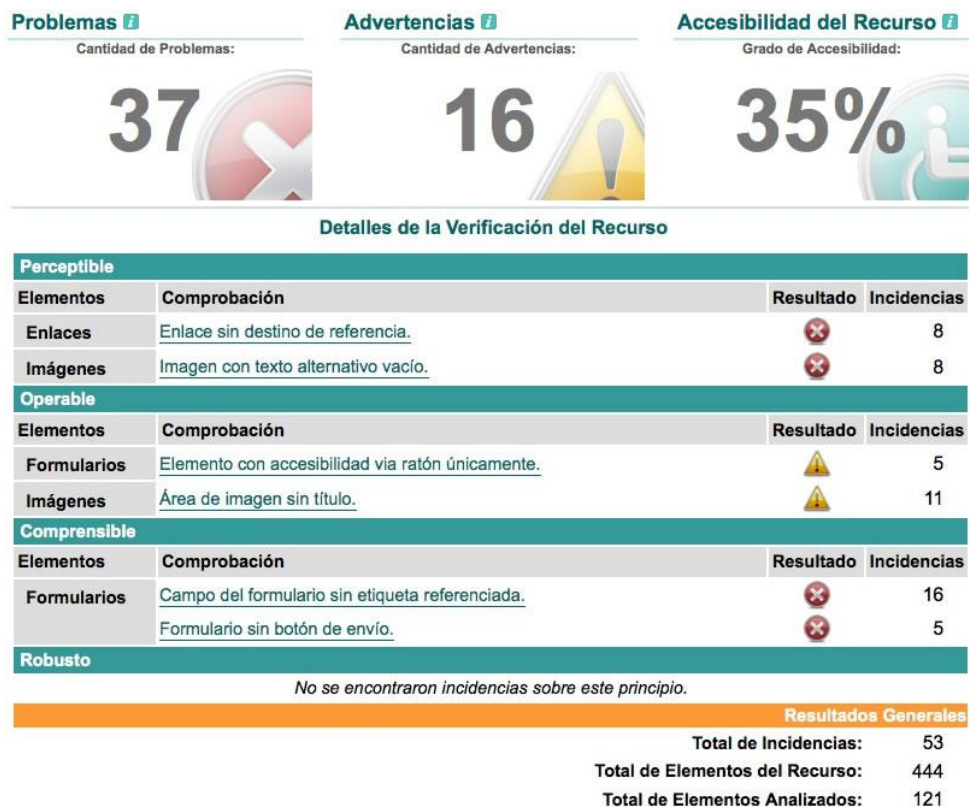 Problemas i Advertencias i Accesibilidad del Recurso i
Cantidad de Problemas: Cantidad de Advertencias: Grado de Accesibilidad:
37 16 35%
Detalles de la Verificación del Recurso
Perceptible
Elementos Comprobación Resultado Incidencias
Enlaces Enlace sin destino de referencia. 8
Imágenes Imagen con texto alternativo vacío. 8
Operable
Elementos Comprobación Resultado Incidencias
Formularios Elemento con accesibilidad via ratón únicamente. 5
Imágenes Área de imagen sin título. 11
Comprensible
Elementos Comprobación Resultado Incidencias
Formularios Campo del formulario sin etiqueta referenciada. 16
Formulario sin botón de envío. 5
Robusto
No se encontraron incidencias sobre este principio.
Resultados Generales
Total de Incidencias: 53
Total de Elementos del Recurso: 444
Total de Elementos Analizados: 121